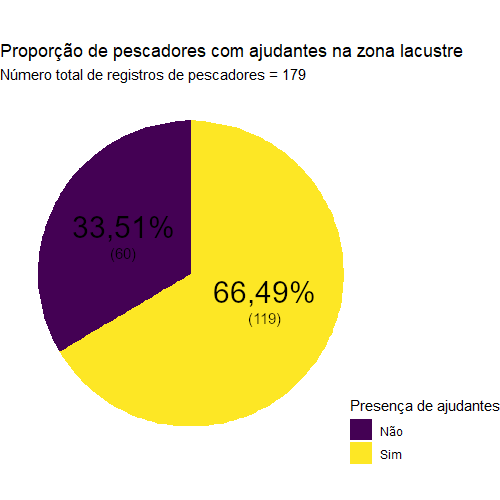 Proporção de pescadores com ajudantes na zona lacustre
Número total de registros de pescadores = 179
33,51%
(60)
66,49%
(119)
Presença de ajudantes
Não
Sim